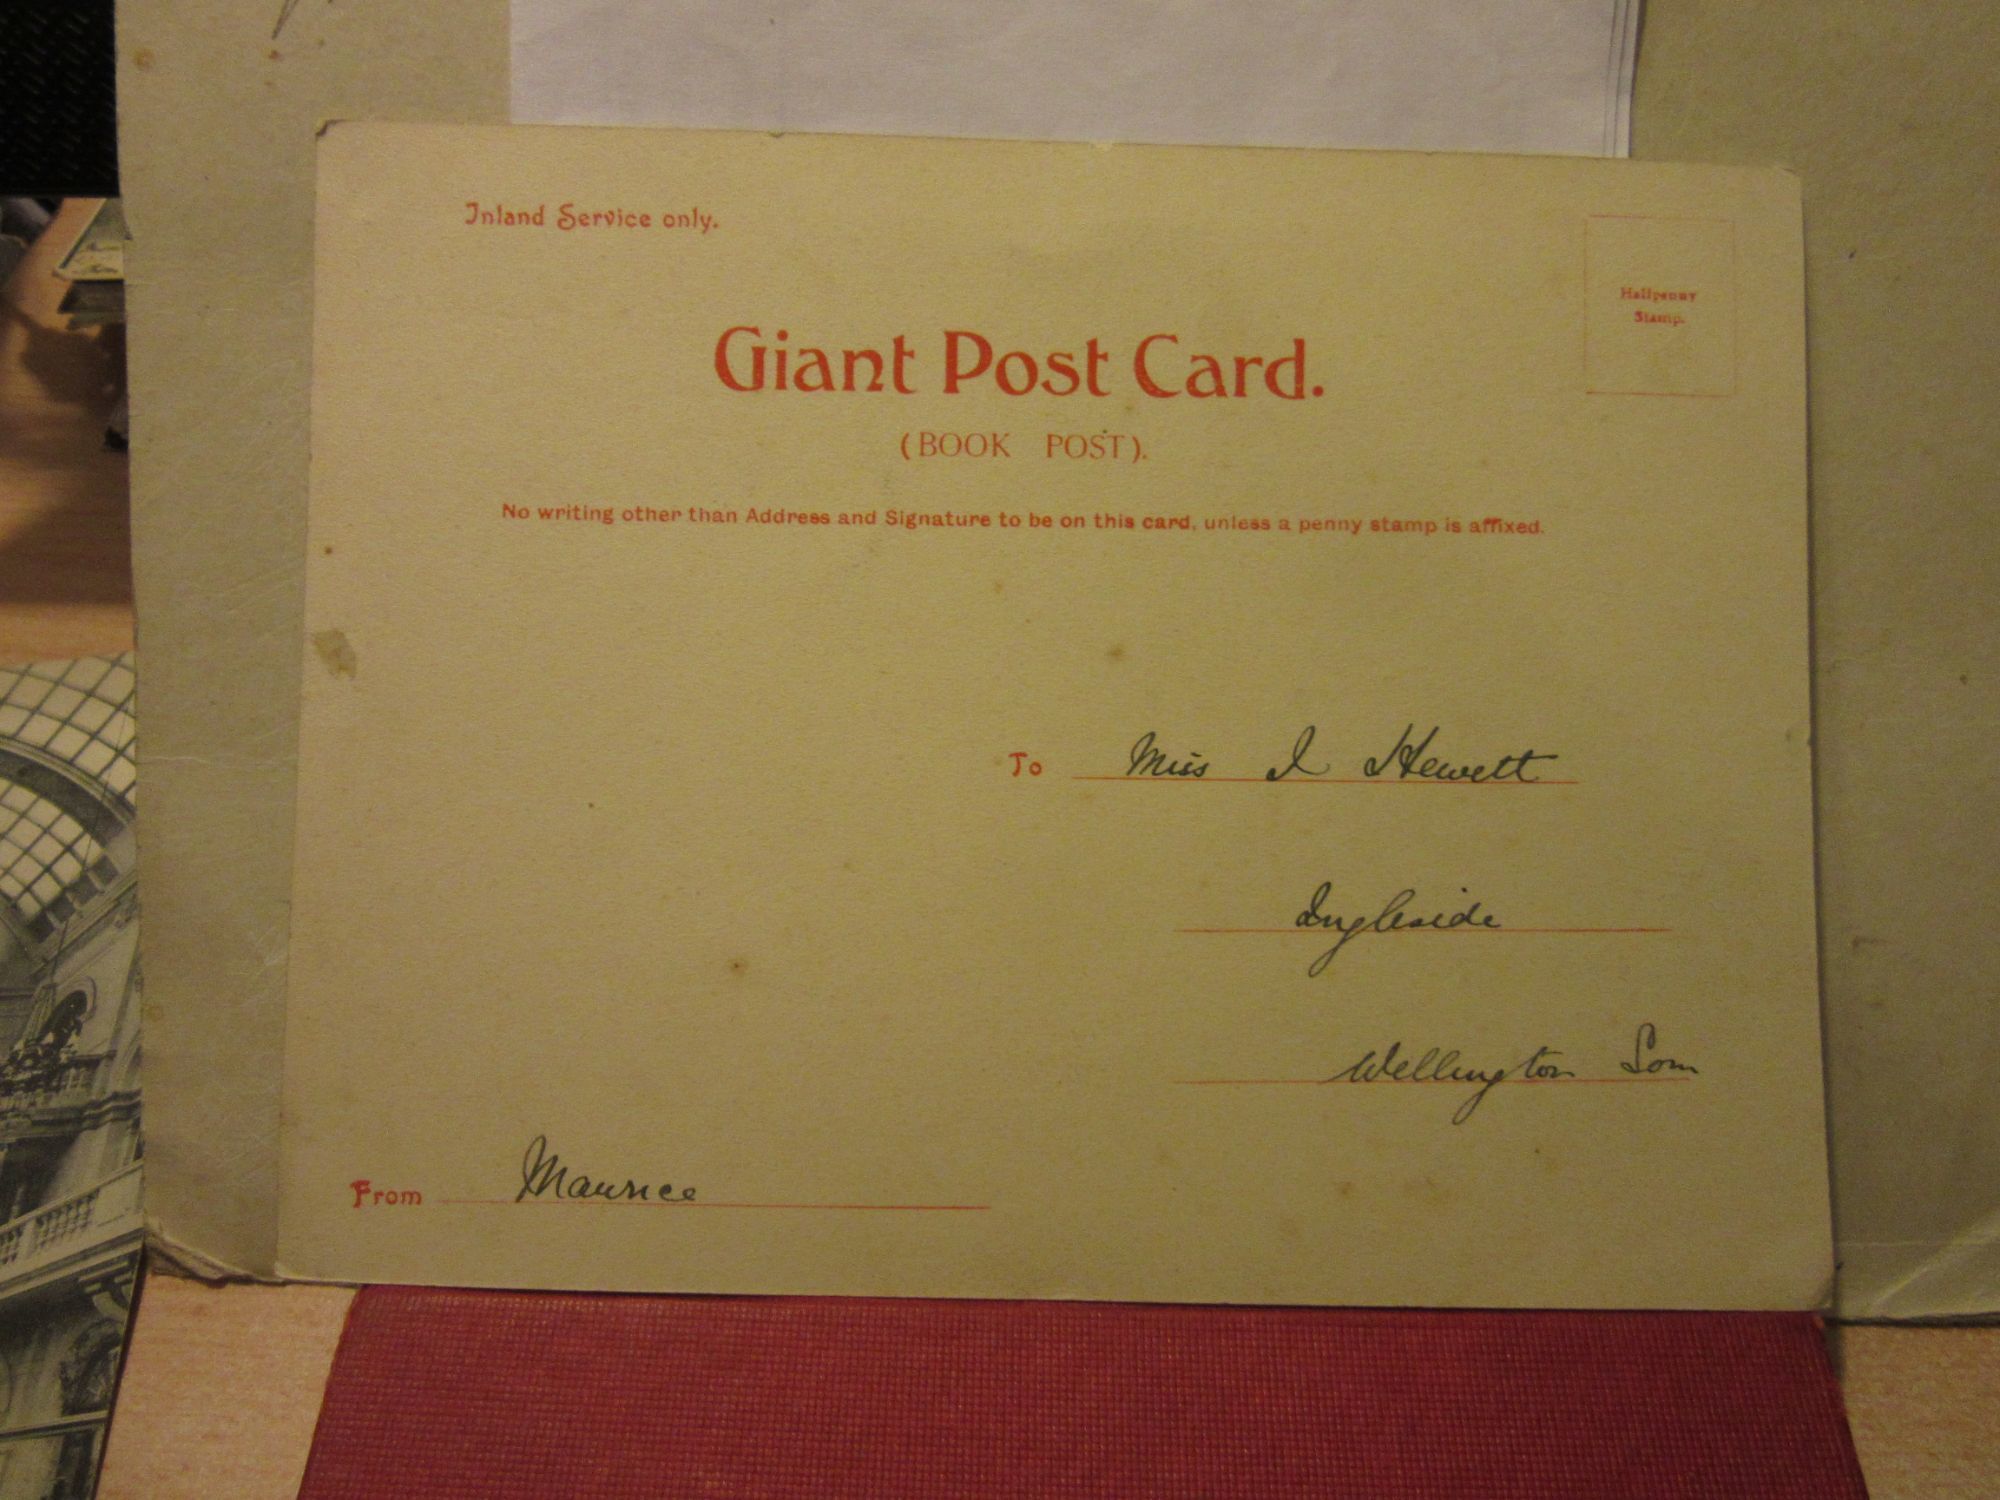 Inland Service only.
Halfpenny
Stamp.
Giant Post Card.
(BOOK POST).
No writing other than Address and Signature to be on this card, unless a penny stamp is affixed.
To Miss I Hewett
Ingleside
Wellington Som
From Maurice